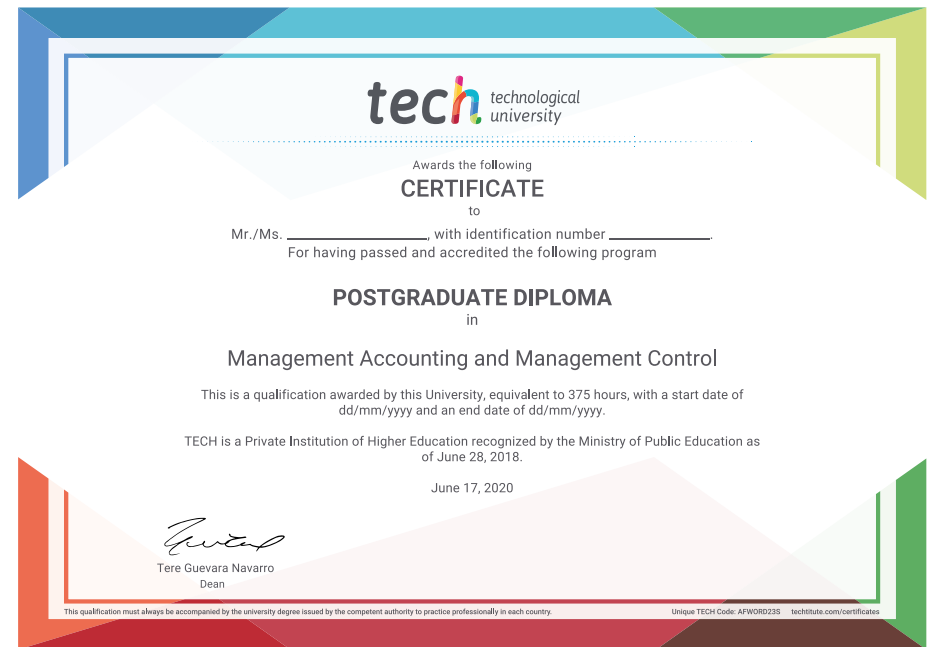 tech technological
university
Awards the following
CERTIFICATE
to
Mr./Ms. ____________________, with identification number ______________.
For having passed and accredited the following program
POSTGRADUATE DIPLOMA
in
Management Accounting and Management Control
This is a qualification awarded by this University, equivalent to 375 hours, with a start date of
dd/mm/yyyy and an end date of dd/mm/yyyy.
TECH is a Private Institution of Higher Education recognized by the Ministry of Public Education as
of June 28, 2018.
June 17, 2020
Tere Guevara Navarro
Dean
This qualification must always be accompanied by the university degree issued by the competent authority to practice professionally in each country.
Unique TECH Code: AFWORD23S techtitute.com/certificates